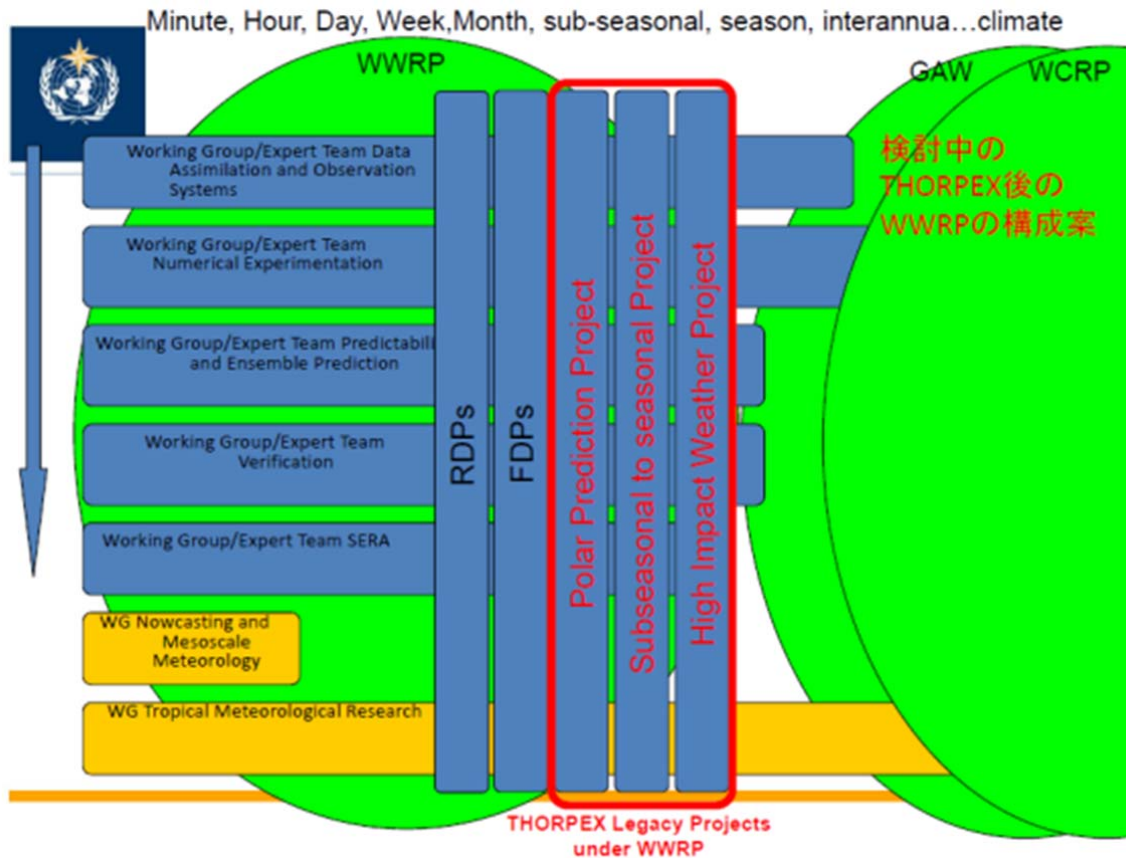 Minute, Hour, Day, Week,Month, sub-seasonal, season, interannua…climate
WWRP
GAW
WCRP
検討中の
THORPEX後の
WWRPの構成案
Working Group/Expert Team Data
Assimilation and Observation
Systems
Working Group/Expert Team
Numerical Experimentation
Working Group/Expert Team Predictabili
and Ensemble Prediction
Working Group/Expert Team
Verification
Working Group/Expert Team SERA
WG Nowcasting and
Mesoscale
Meteorology
WG Tropical Meteorological Research
RDPs
FDPs
Polar Prediction Project
Subseasonal to seasonal Project
High Impact Weather Project
THORPEX Legacy Projects
under WWRP